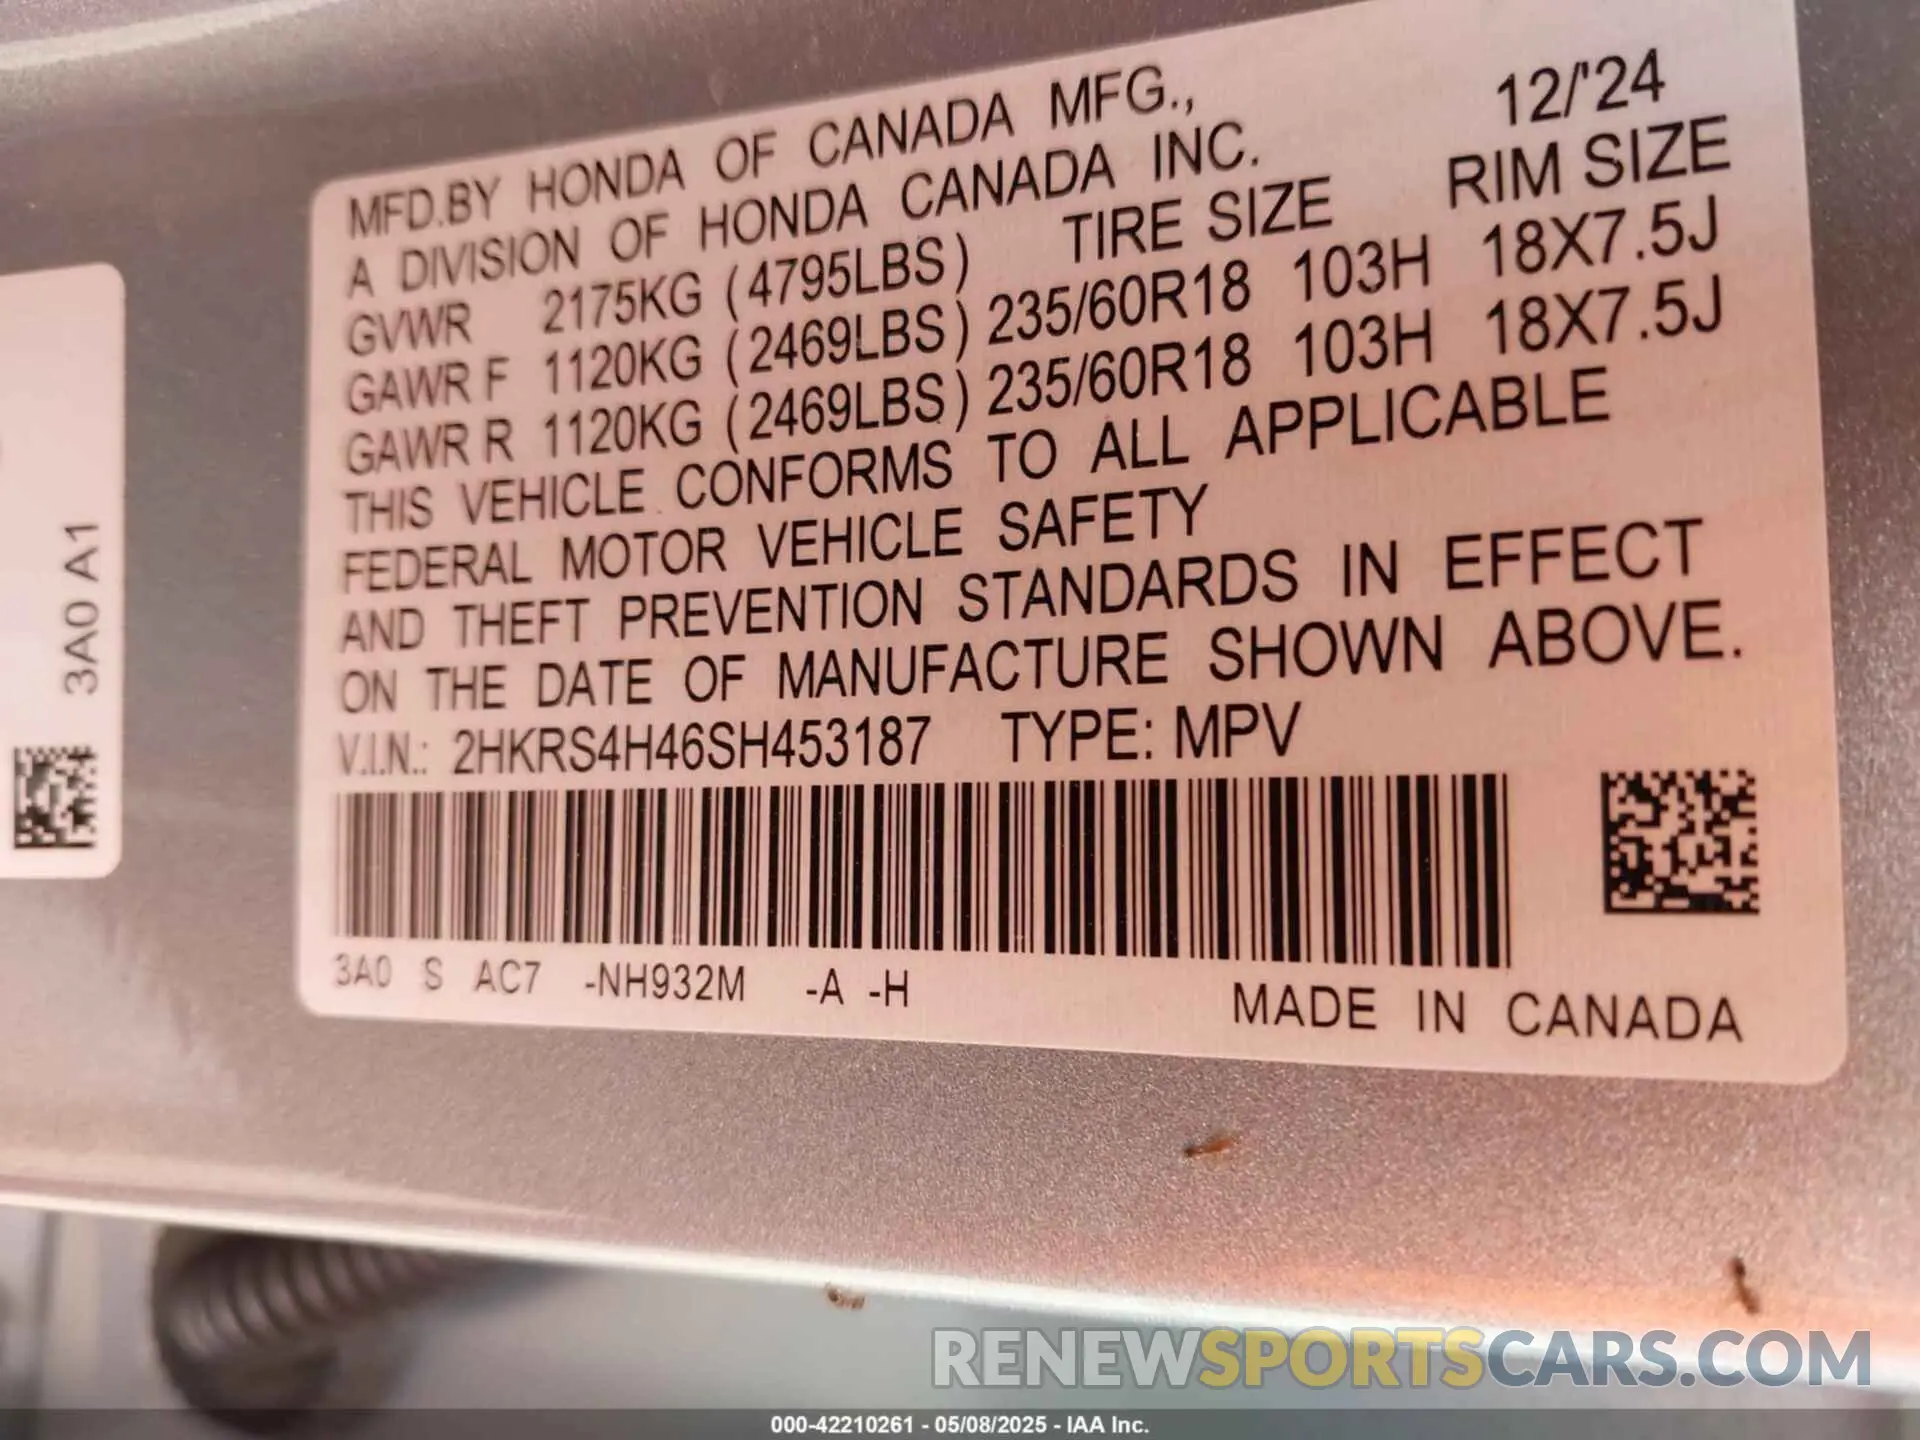 MFD.BY HONDA OF CANADA MFG., 12/'24
A DIVISION OF HONDA CANADA INC.
TIRE SIZE RIM SIZE
GVWR 2175KG (4795LBS)
GAWR F 1120KG (2469LBS) 235/60R18 103H 18X7.5J
GAWR R 1120KG (2469LBS) 235/60R18 103H 18X7.5J
THIS VEHICLE CONFORMS TO ALL APPLICABLE
FEDERAL MOTOR VEHICLE SAFETY
AND THEFT PREVENTION STANDARDS IN EFFECT
ON THE DATE OF MANUFACTURE SHOWN ABOVE.
V.I.N.: 2HKRS4H46SH453187 TYPE: MPV
3A0 S AC7 -NH932M -A -H
MADE IN CANADA
3A0 A1
RENEWSPORTSCARS.COM
000-42210261 - 05/08/2025 - IAA Inc.